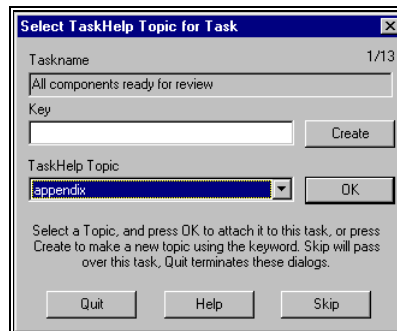 Select TaskHelp Topic for Task
Taskname 1/13
All components ready for review
Key
Create
TaskHelp Topic
appendix
OK
Select a Topic, and press OK to attach it to this task, or press
Create to make a new topic using the keyword. Skip will pass
over this task, Quit terminates these dialogs.
Quit Help Skip